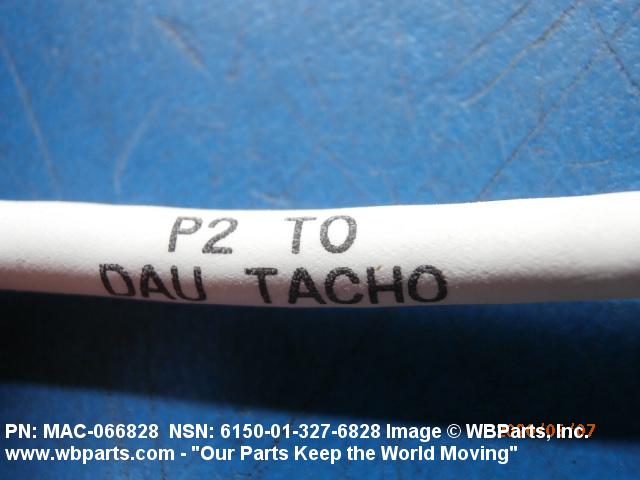 P2 TO
DAU TACHO
PN: MAC-066828 NSN: 6150-01-327-6828 Image © WBParts, Inc.
www.wbparts.com - "Our Parts Keep the World Moving"